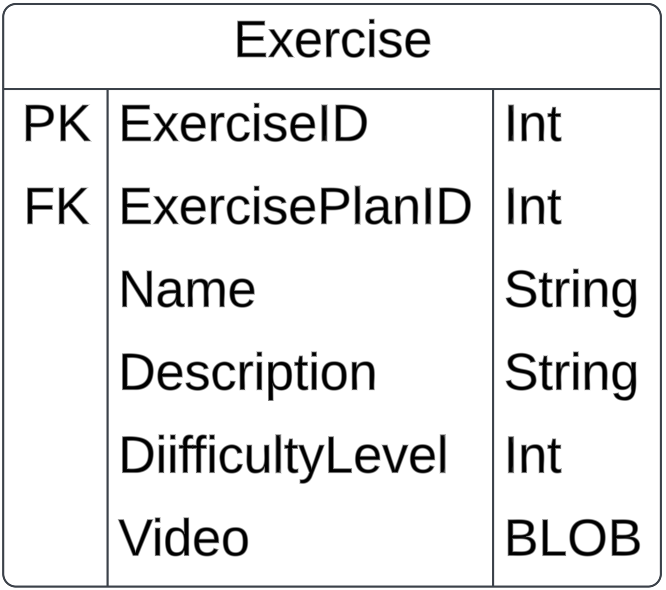 Exercise
PK ExerciseID Int
FK ExercisePlanID Int
Name String
Description String
DiifficultyLevel Int
Video BLOB